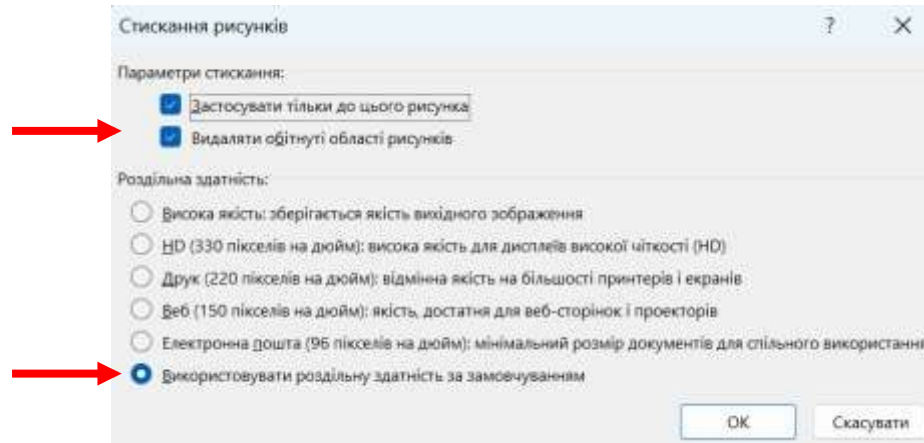 Стискання рисунків ?
Параметри стискання:
Застосувати тільки до цього рисунка
Видаляти обітнуті області рисунків
Роздільна здатність:
Висока якість: зберігається якість вихідного зображення
HD (330 пікселів на дюйм): висока якість для дисплеїв високої чіткості (HD)
Друк (220 пікселів на дюйм): відмінна якість на більшості принтерів і екранів
Веб (150 пікселів на дюйм): якість, достатня для веб-сторінок і проекторів
Електронна пошта (96 пікселів на дюйм): мінімальний розмір документів для спільного використання
Використовувати роздільну здатність за замовчуванням
ОК Скасувати